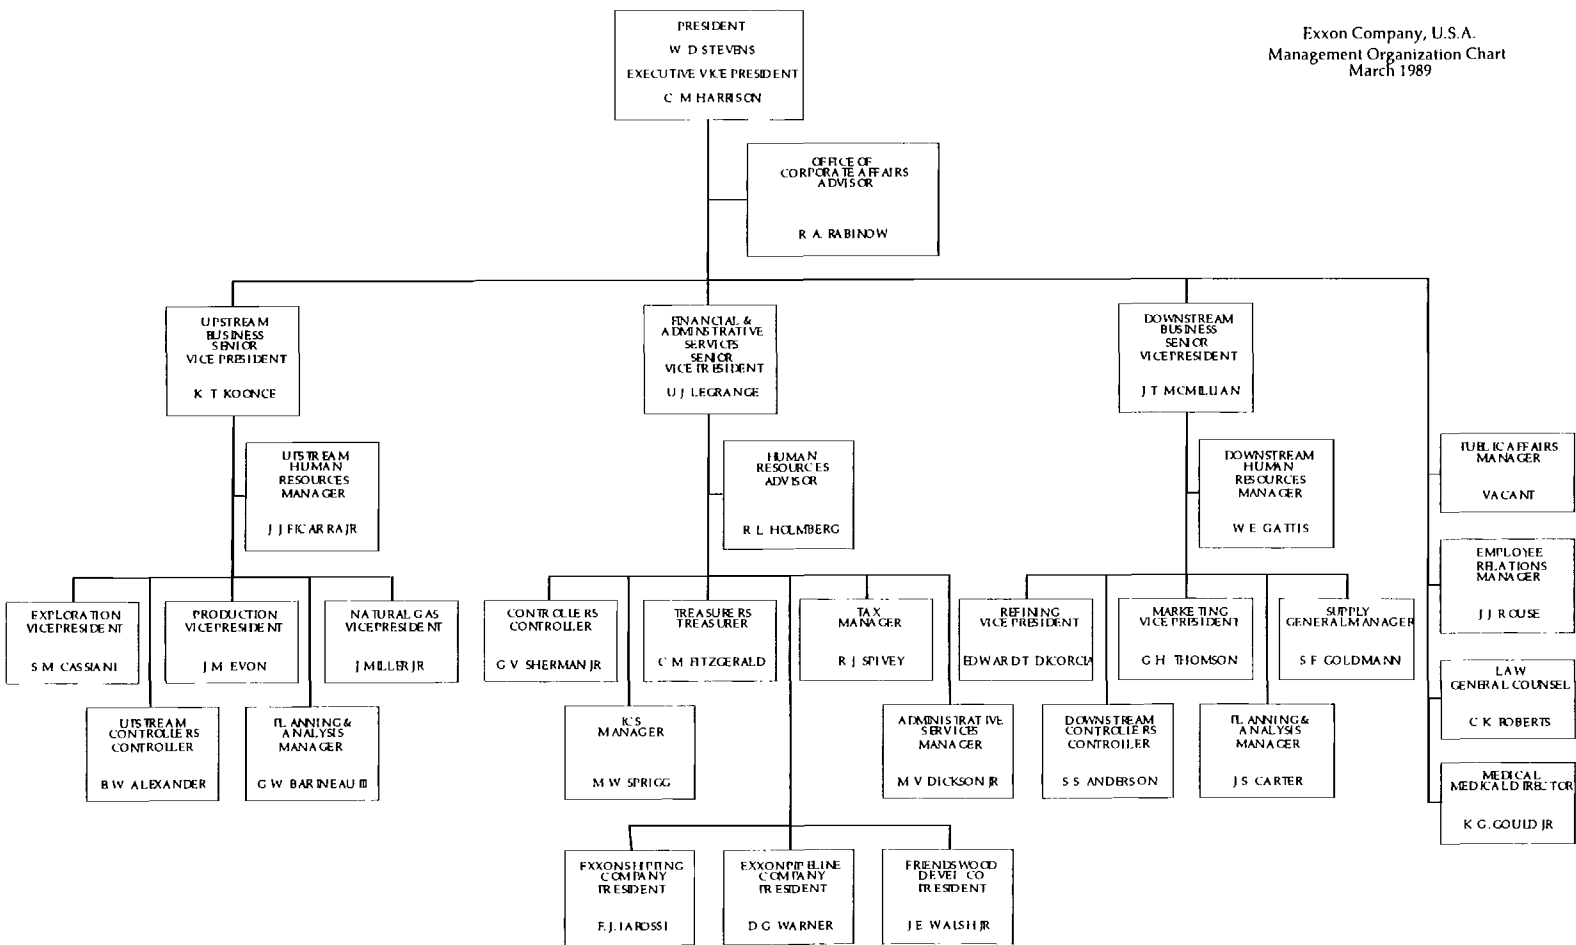 Exxon Company, U.S.A.
Management Organization Chart
March 1989
PRESIDENT
W D STEVENS
EXECUTIVE VICE PRESIDENT
C M HARRISON
OFFICE OF
CORPORATE AFFAIRS
ADVISOR
R A. RABINOW
UPSTREAM
BUSINESS
SENIOR
VICE PRESIDENT
K T KOONCE
FINANCIAL &
ADMINSTRATIVE
SERVICES
SENIOR
VICE PRESIDENT
U J LEGRANGE
DOWNSTREAM
BUSINESS
SENIOR
VICE PRESIDENT
J T MCMILLIAN
UPSTREAM
HUMAN
RESOURCES
MANAGER
J J FICARRA JR
HUMAN
RESOURCES
ADVISOR
R L HOLMBERG
DOWNSTREAM
HUMAN
RESOURCES
MANAGER
W E GATTIS
PUBLIC AFFAIRS
MANAGER
VACANT
EMPLOYEE
RELATIONS
MANAGER
J J ROUSE
LAW
GENERAL COUNSEL
C K ROBERTS
MEDICAL
MEDICAL DIRECTOR
K G. GOULD JR
EXPLORATION
VICE PRESIDENT
S M CASSIANI
PRODUCTION
VICE PRESIDENT
J M EVON
NATURAL GAS
VICE PRESIDENT
J MILLER JR
CONTROLLERS
CONTROLLER
G V SHERMAN JR
TREASURERS
TREASURER
C M FITZGERALD
TAX
MANAGER
R J SPIVEY
REFINING
VICE PRESIDENT
EDWARD T DICORCIA
MARKETING
VICE PRESIDENT
G H THOMSON
SUPPLY
GENERAL MANAGER
S F GOLDMANN
UPSTREAM
CONTROLLERS
CONTROLLER
B W ALEXANDER
PLANNING &
ANALYSIS
MANAGER
G W BARINEAU III
ICS
MANAGER
M W SPRIGG
ADMINISTRATIVE
SERVICES
MANAGER
M V DICKSON JR
DOWNSTREAM
CONTROLLERS
CONTROLLER
S S ANDERSON
PLANNING &
ANALYSIS
MANAGER
J S CARTER
EXXON SHIPPING
COMPANY
PRESIDENT
F. J. IAROSSI
EXXON PIPELINE
COMPANY
PRESIDENT
D G WARNER
FRIENDSWOOD
DEVEL CO
PRESIDENT
J E WALSH JR